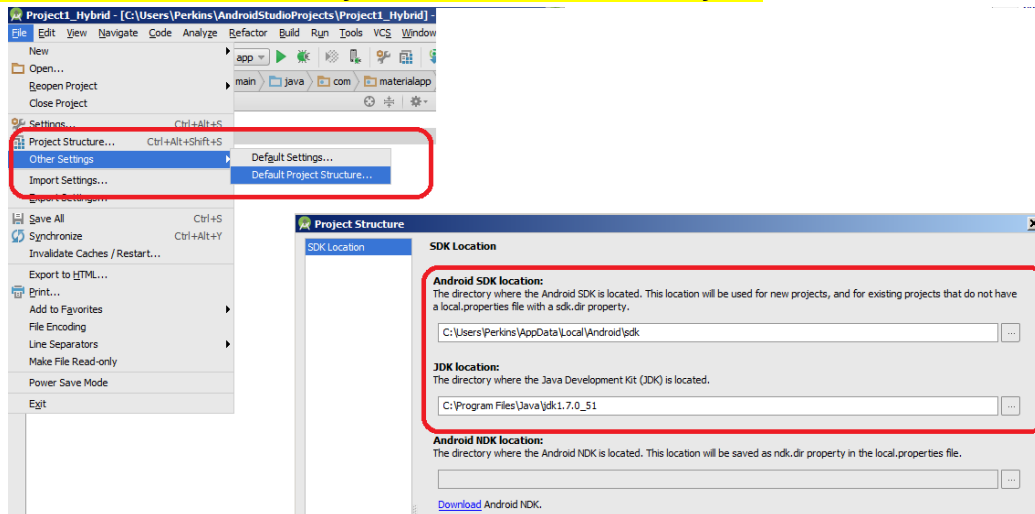 Project1_Hybrid - [C:\Users\Perkins\AndroidStudioProjects\Project1_Hybrid] -
File Edit View Navigate Code Analyze Refactor Build Run Tools VCS Window
New
Open...
Reopen Project
Close Project
Settings... Ctrl+Alt+S
Project Structure... Ctrl+Alt+Shift+S
Other Settings
Import Settings...
Export Settings...
Save All Ctrl+S
Synchronize Ctrl+Alt+Y
Invalidate Caches / Restart...
Export to HTML...
Print...
Add to Favorites
File Encoding
Line Separators
Make File Read-only
Power Save Mode
Exit
app
main java com materialapp
Default Settings...
Default Project Structure...
Project Structure
SDK Location
SDK Location
Android SDK location:
The directory where the Android SDK is located. This location will be used for new projects, and for existing projects that do not have
a local.properties file with a sdk.dir property.
C:\Users\Perkins\AppData\Local\Android\sdk
...
JDK location:
The directory where the Java Development Kit (JDK) is located.
C:\Program Files\Java\jdk1.7.0_51
...
Android NDK location:
The directory where the Android NDK is located. This location will be saved as ndk.dir property in the local.properties file.
...
Download Android NDK.